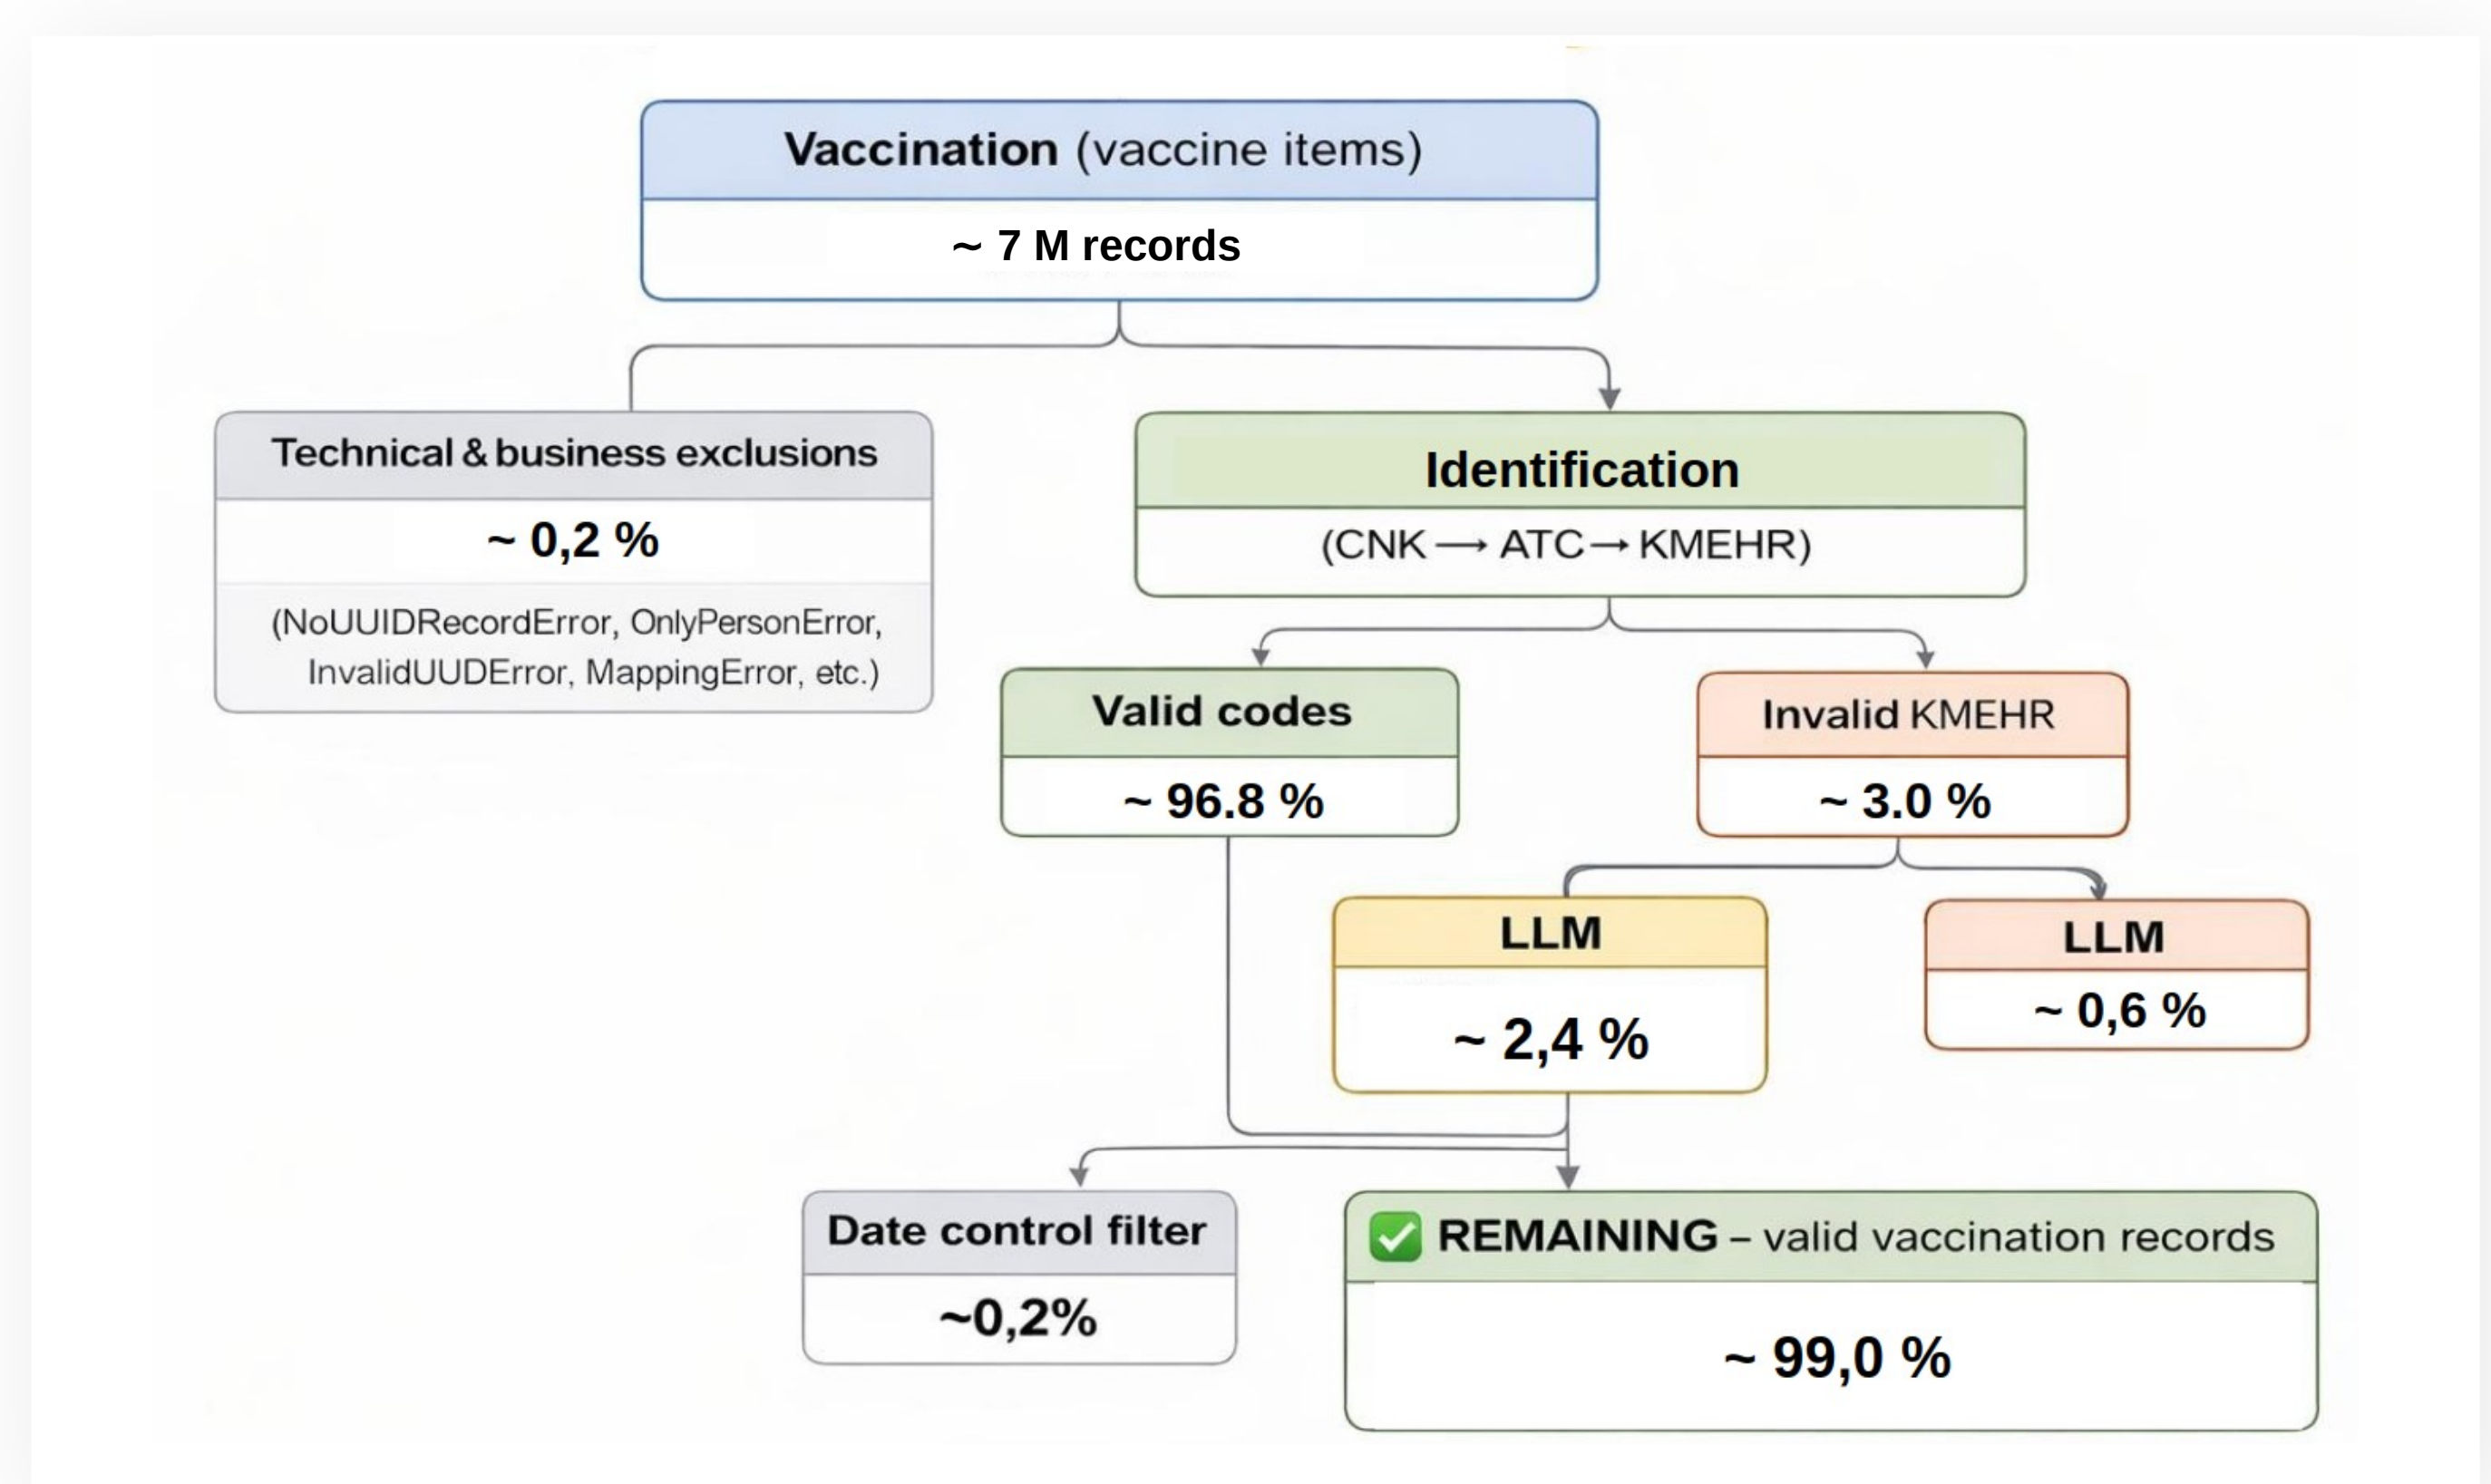 Vaccination (vaccine items)
~ 7 M records
Technical & business exclusions
~ 0,2 %
(NoUUIDRecordError, OnlyPersonError,
InvalidUUDError, MappingError, etc.)
Identification
(CNK → ATC → KMEHR)
Valid codes
~ 96.8 %
Invalid KMEHR
~ 3.0 %
LLM
~ 2,4 %
LLM
~ 0,6 %
Date control filter
~0,2%
✅ REMAINING – valid vaccination records
~ 99,0 %